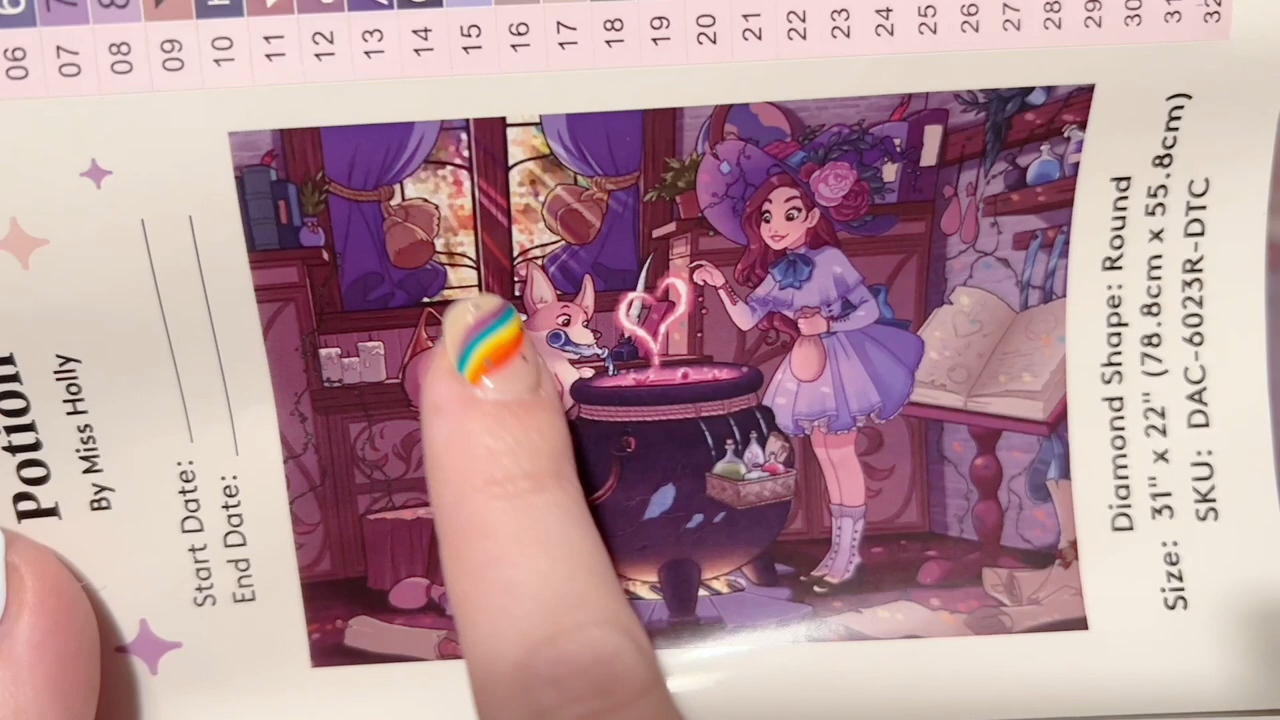 06 07 08 09 10 11 12 13 14 15 16 17 18 19 20 21 22 23 24 25 26 27 28 29 30 31 32
Potion
By Miss Holly
Start Date:
End Date:
Diamond Shape: Round
Size: 31" x 22" (78.8cm x 55.8cm)
SKU: DAC-6023R-DTC